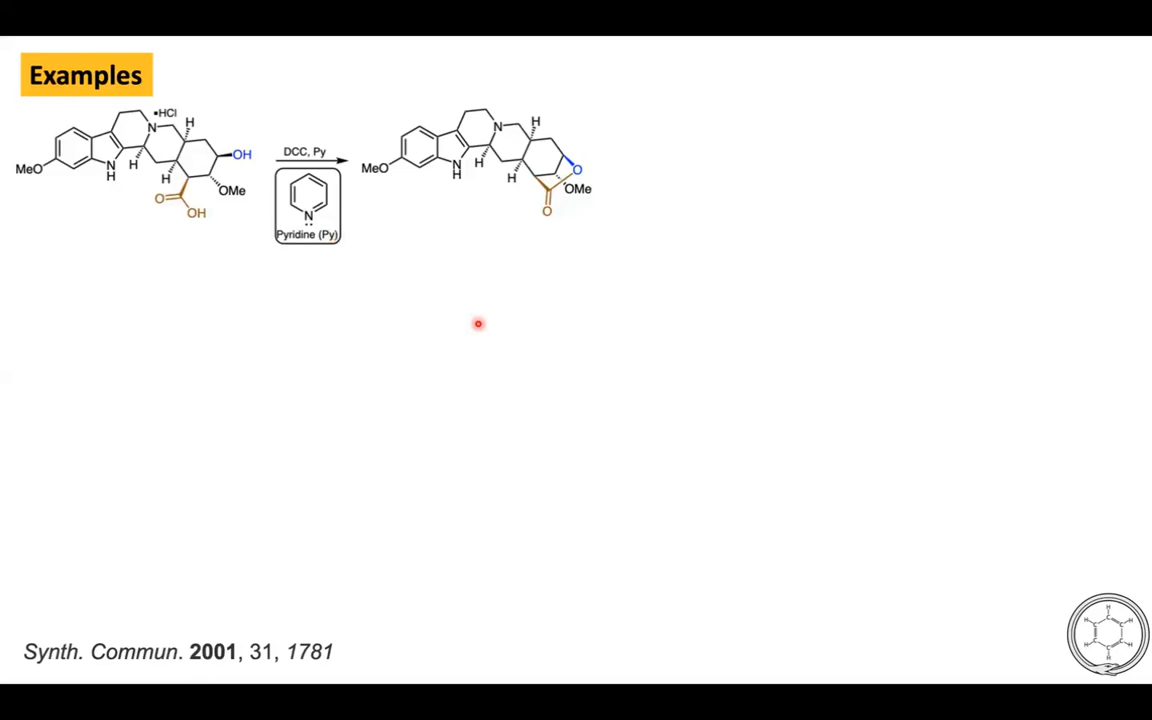 Examples
•HCl
H
N
H
OH
MeO
N
H
H
O
OMe
OH
DCC, Py
N
Pyridine (Py)
H
N
H
O
MeO
N
H
H
OMe
O
Synth. Commun. 2001, 31, 1781
H
H C C H
C C
H C C H
H